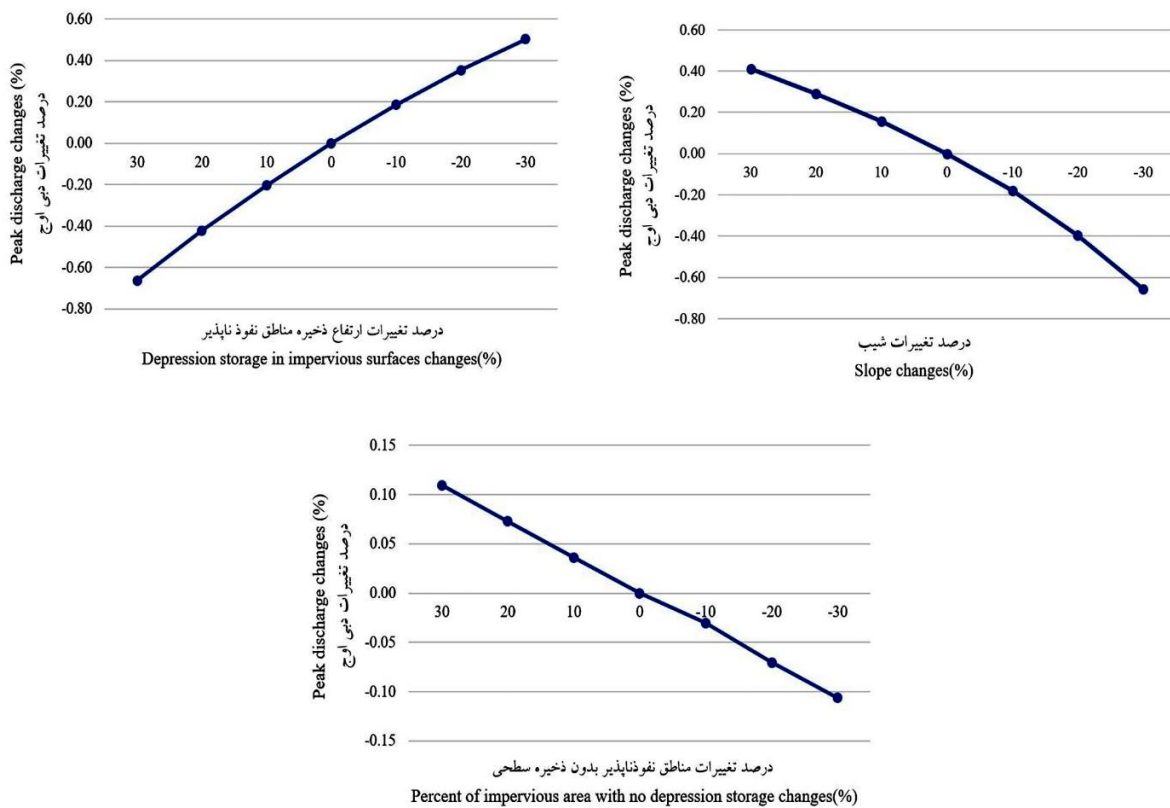 Peak discharge changes (%)
درصد تغییرات دبی اوج
0.60
0.40
0.20
0.00
-0.20
-0.40
-0.60
-0.80
30 20 10 0 -10 -20 -30
درصد تغییرات ارتفاع ذخیره مناطق نفوذ ناپذیر
Depression storage in impervious surfaces changes(%)
Peak discharge changes (%)
درصد تغییرات دبی اوج
0.60
0.40
0.20
0.00
-0.20
-0.40
-0.60
-0.80
30 20 10 0 -10 -20 -30
درصد تغییرات شیب
Slope changes(%)
Peak discharge changes (%)
درصد تغییرات دبی اوج
0.15
0.10
0.05
0.00
-0.05
-0.10
-0.15
30 20 10 0 -10 -20 -30
درصد تغییرات مناطق نفوذناپذیر بدون ذخیره سطحی
Percent of impervious area with no depression storage changes(%)